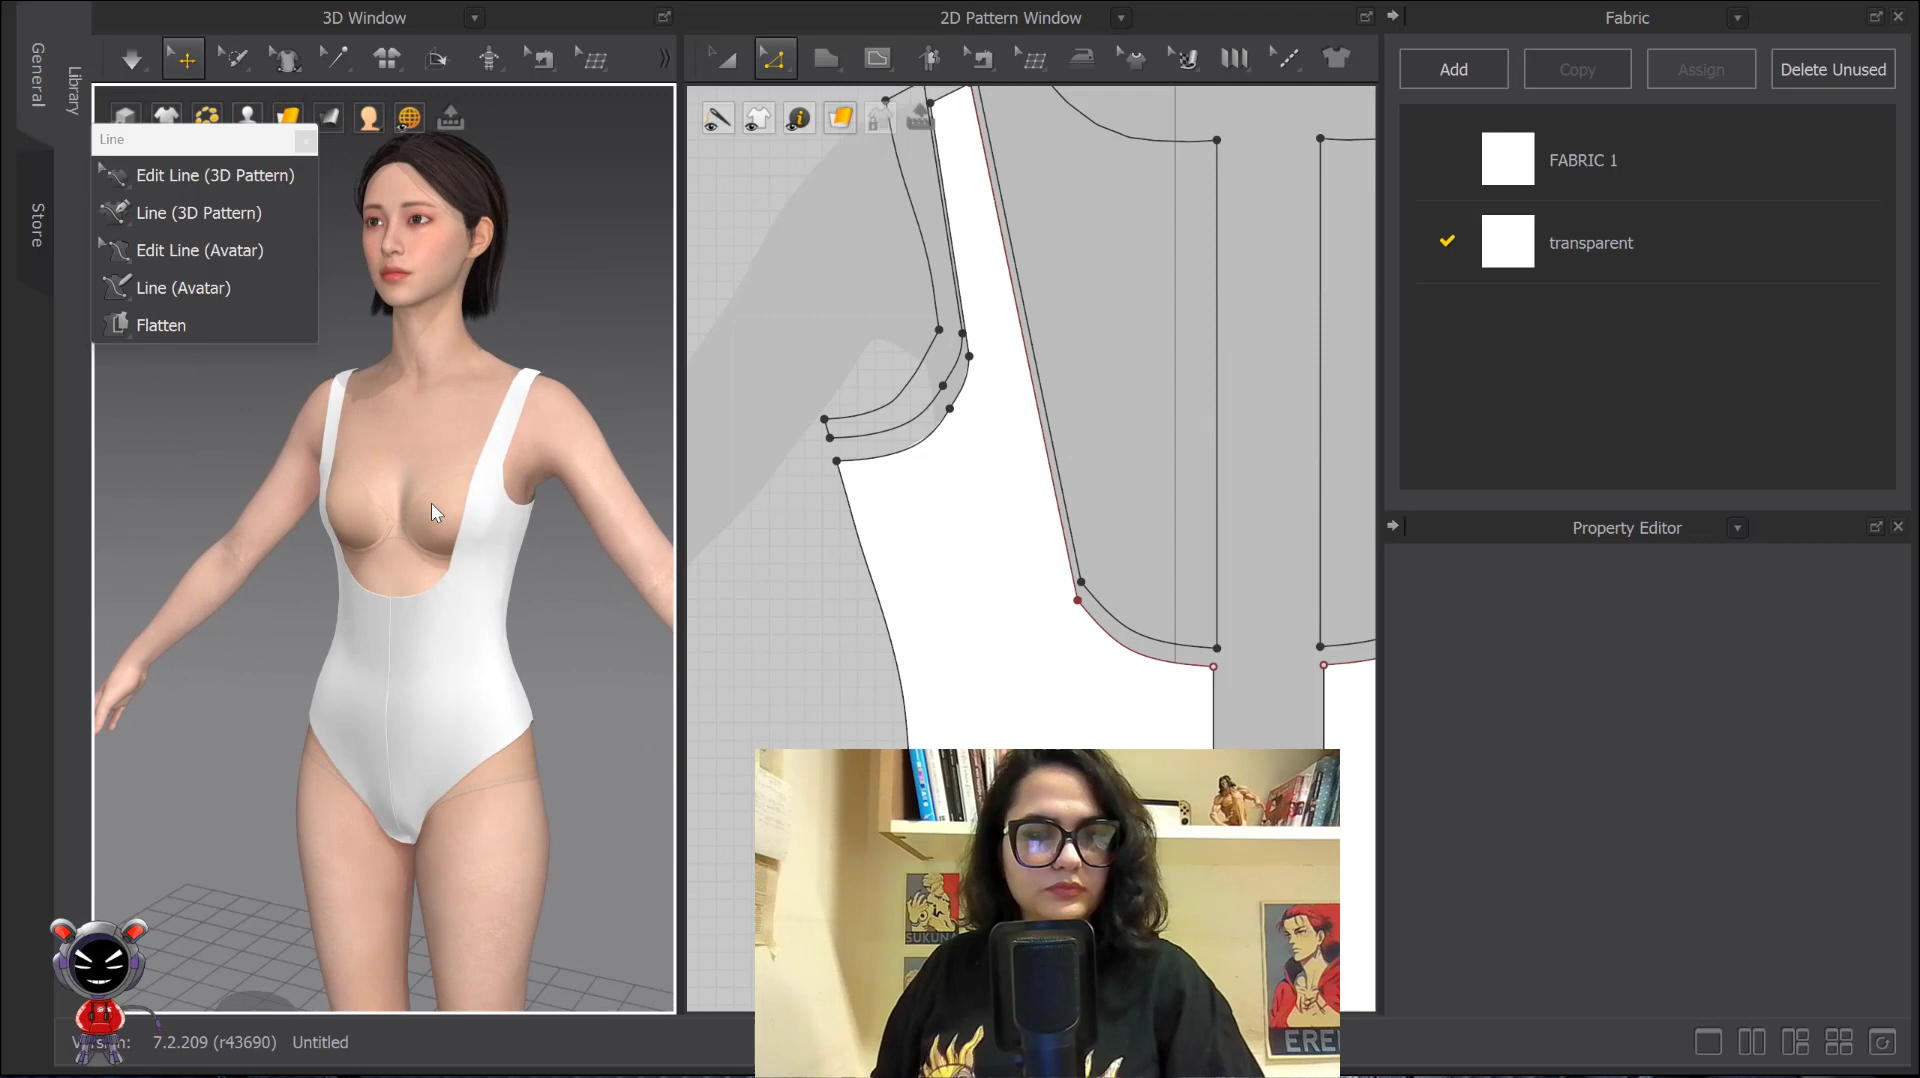 3D Window
2D Pattern Window
Fabric
General
Library
Store
Add
Copy
Assign
Delete Unused
Line
Edit Line (3D Pattern)
Line (3D Pattern)
Edit Line (Avatar)
Line (Avatar)
Flatten
FABRIC 1
transparent
Property Editor
SUKUNA
EREN
7.2.209 (r43690)
Untitled